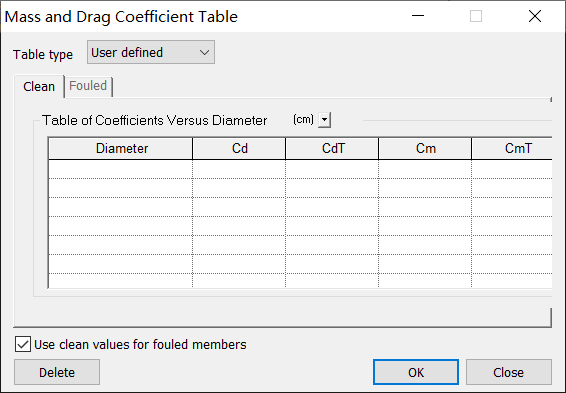 Mass and Drag Coefficient Table
Table type User defined
Clean Fouled
Table of Coefficients Versus Diameter (cm)
Diameter Cd CdT Cm CmT
Use clean values for fouled members
Delete OK Close